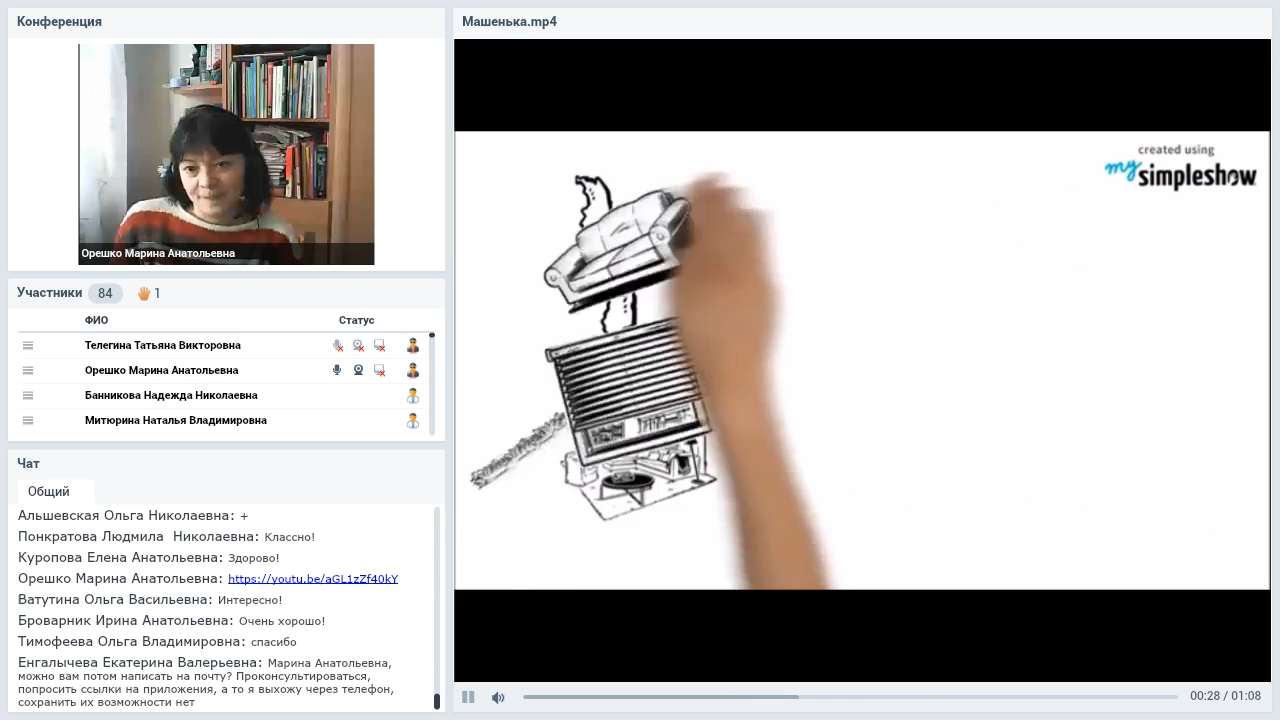 Конференция
Орешко Марина Анатольевна
Участники 84 1
ФИО Статус
Телегина Татьяна Викторовна
Орешко Марина Анатольевна
Банникова Надежда Николаевна
Митюрина Наталья Владимировна
Чат
Общий
Альшевская Ольга Николаевна: +
Понкратова Людмила Николаевна: Классно!
Куропова Елена Анатольевна: Здорово!
Орешко Марина Анатольевна: https://youtu.be/aGL1zZf40kY
Ватутина Ольга Васильевна: Интересно!
Броварник Ирина Анатольевна: Очень хорошо!
Тимофеева Ольга Владимировна: спасибо
Енгалычева Екатерина Валерьевна: Марина Анатольевна,
можно вам потом написать на почту? Проконсультироваться,
попросить ссылки на приложения, а то я выхожу через телефон,
сохранить их возможности нет
Машенька.mp4
created using
my simpleshow
00:28 / 01:08